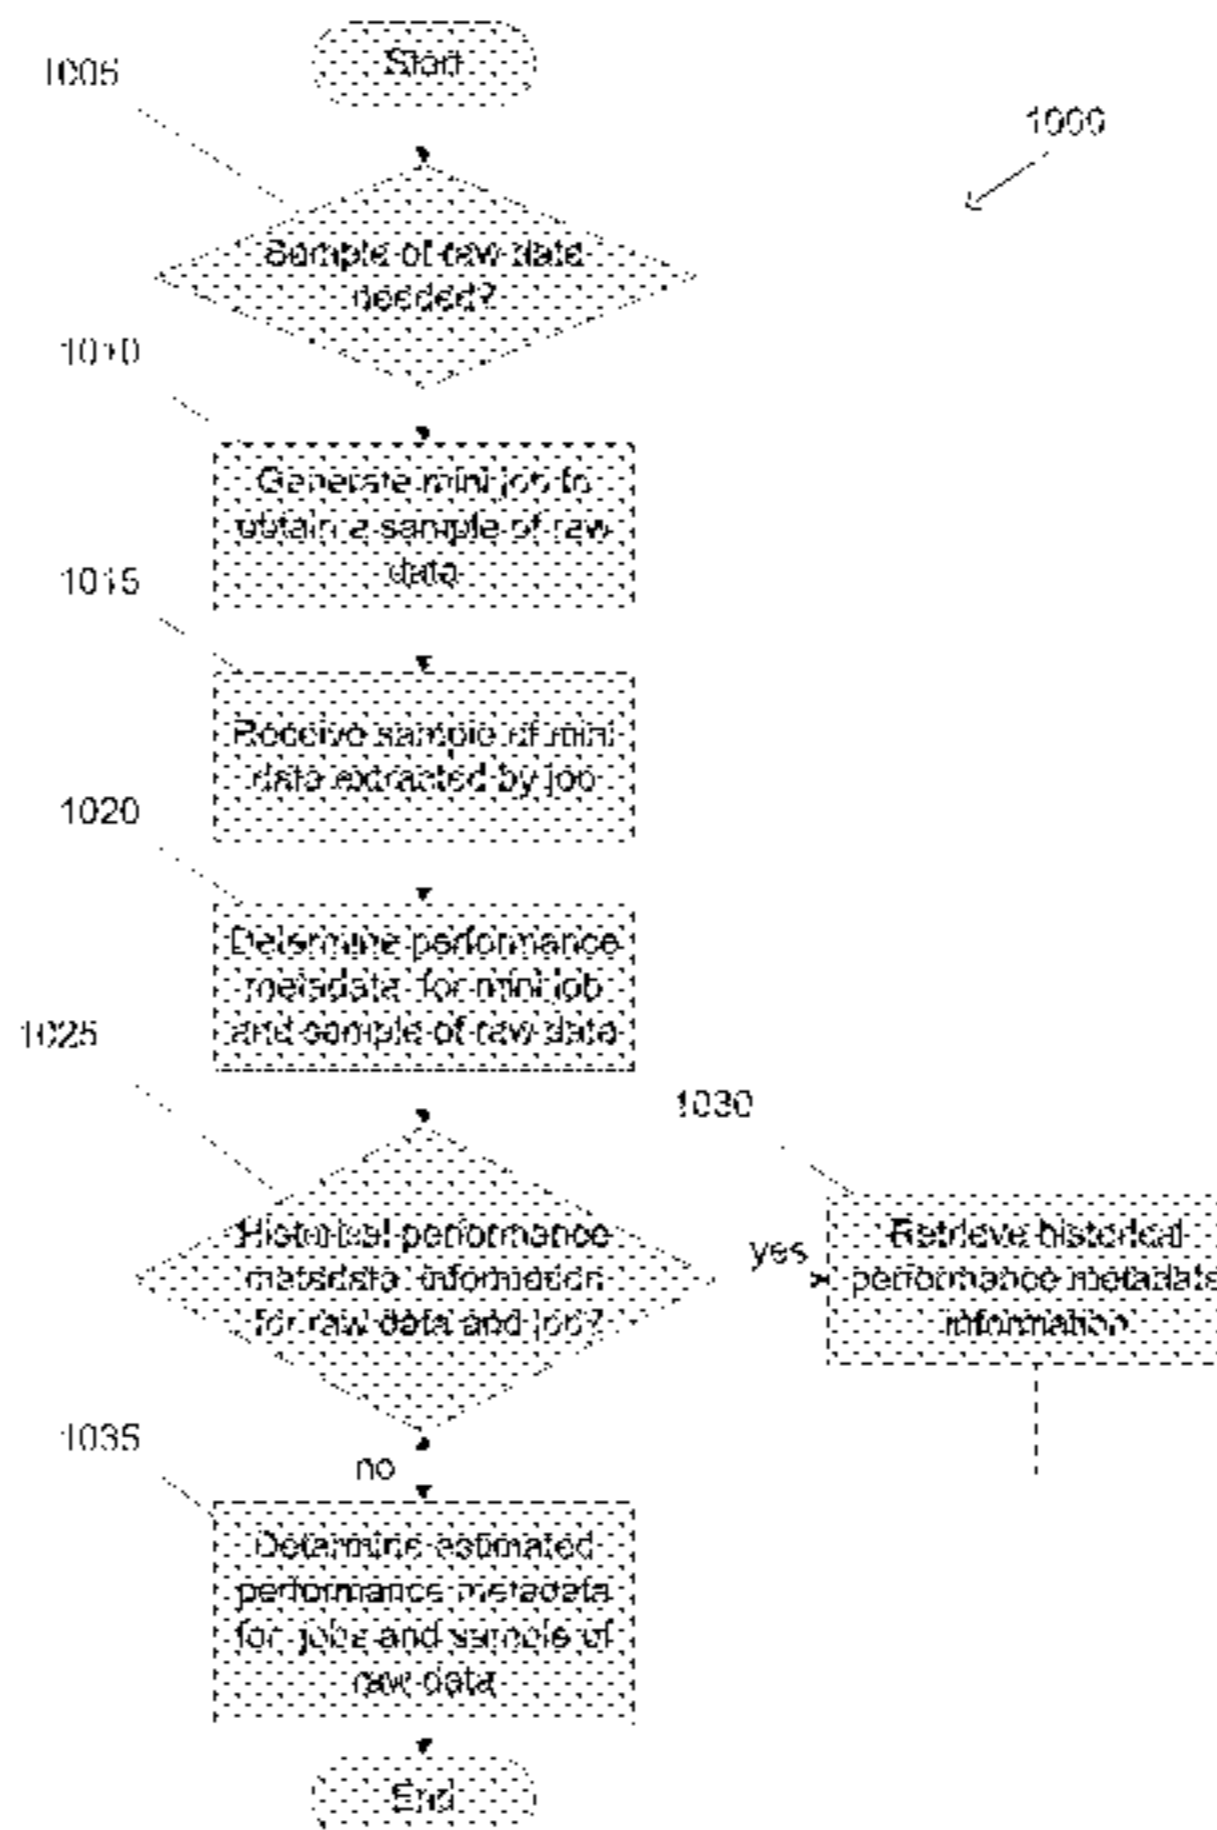 1005
Start
1000
Sample of raw data
needed?
1010
Generate mini job to
obtain a sample of raw
data
1015
Receive sample of mini
data extracted by job
1020
Determine performance
metadata for mini job
and sample of raw data
1025
1030
Historical performance
metadata information
for raw data and job?
yes
Retrieve historical
performance metadata
information
1035
no
Determine estimated
performance metadata
for jobs and sample of
raw data
End